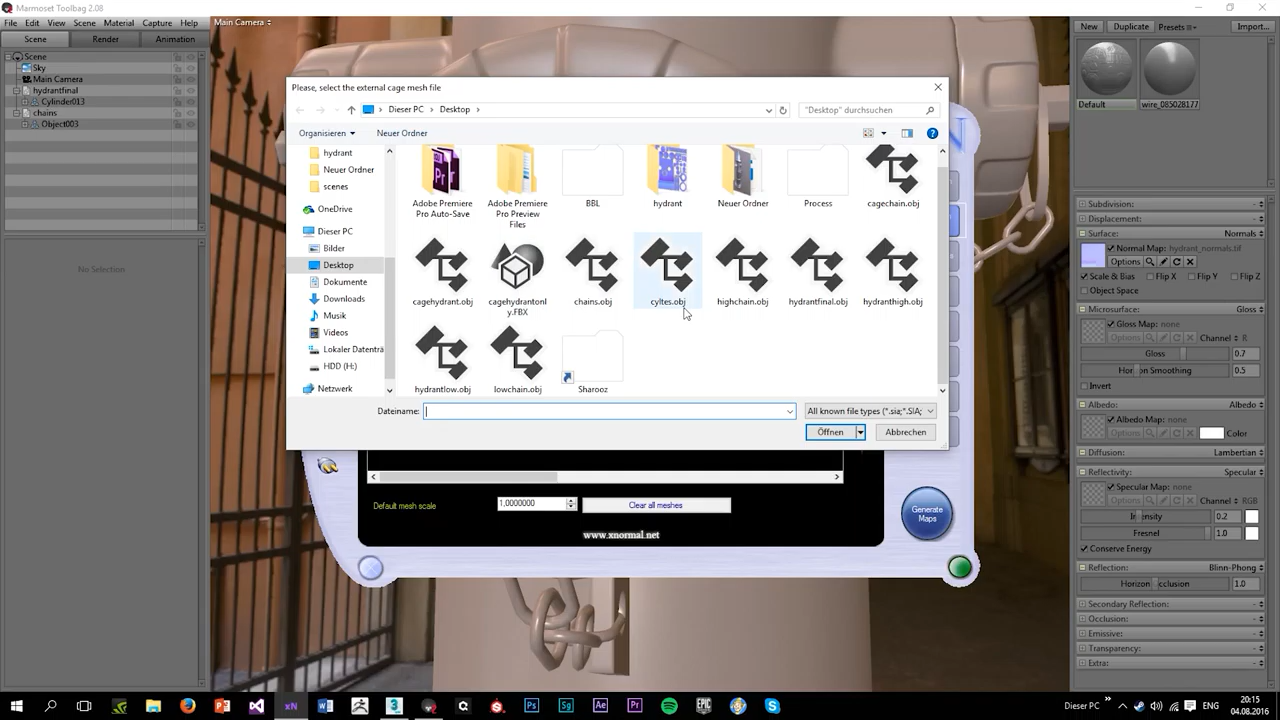 Marmoset Toolbag 2.08
File Edit View Scene Material Capture Help
Scene Render Animation
Scene
Sky
Main Camera
hydrantfinal
Cylinder013
chains
Object003
No Selection
Main Camera
Please, select the external cage mesh file
Dieser PC
Desktop
"Desktop" durchsuchen
Organisieren
Neuer Ordner
hydrant
Neuer Ordner
scenes
OneDrive
Dieser PC
Bilder
Desktop
Dokumente
Downloads
Musik
Videos
Lokaler Datenträ
HDD (H:)
Netzwerk
Adobe Premiere Pro Auto-Save
Adobe Premiere Pro Preview Files
BBL
hydrant
Neuer Ordner
Process
cagechain.obj
cagehydrant.obj
cagehydrantonl
y.FBX
chains.obj
cyltes.obj
highchain.obj
hydrantfinal.obj
hydranthigh.obj
hydrantlow.obj
lowchain.obj
Sharooz
Dateiname:
All known file types (*.sia;*.SIA;
Öffnen
Abbrechen
Default mesh scale
1,0000000
Clear all meshes
www.xnormal.net
Generate
Maps
New
Duplicate
Presets
Import...
Default
wire_085028177
Subdivision:
Displacement:
Surface:
Normals
Normal Map: hydrant_normals.tif
Options
Scale & Bias
Flip X
Flip Y
Flip Z
Object Space
Microsurface:
Gloss
Gloss Map: none
Options
Channel
R
Gloss
0.7
Horizon Smoothing
0.5
Invert
Albedo:
Albedo
Albedo Map: none
Options
Color
Diffusion:
Lambertian
Reflectivity:
Specular
Specular Map: none
Options
Channel
RGB
Intensity
0.2
Fresnel
1.0
Conserve Energy
Reflection:
Blinn-Phong
Horizon Occlusion
1.0
Secondary Reflection:
Occlusion:
Emissive:
Transparency:
Extra:
xN
Ps
Sg
Ae
Pr
EPIC
Dieser PC
ENG
20:15
04.08.2016